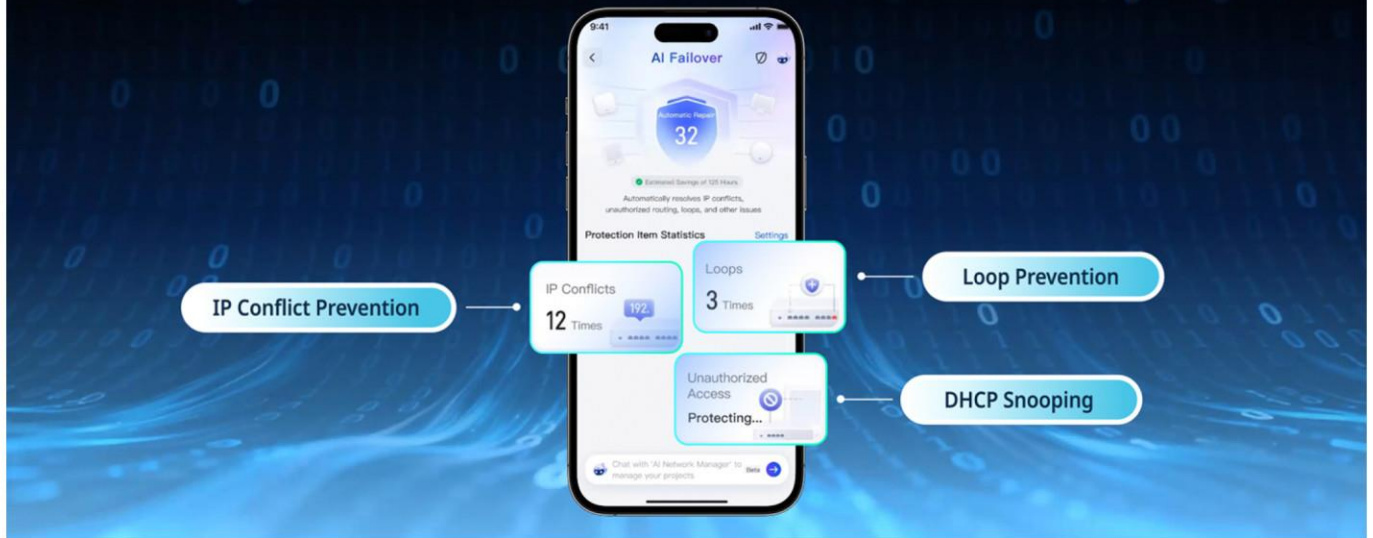 9:41
AI Failover
Automatic Repair
32
Estimated Savings of 125 Hours
Automatically resolves IP conflicts,
unauthorized routing, loops, and other issues
Protection Item Statistics
Settings
IP Conflict Prevention
IP Conflicts
12 Times
192.
Loops
3 Times
Loop Prevention
Unauthorized
Access
Protecting...
DHCP Snooping
Chat with "AI Network Manager" to
manage your projects
Beta